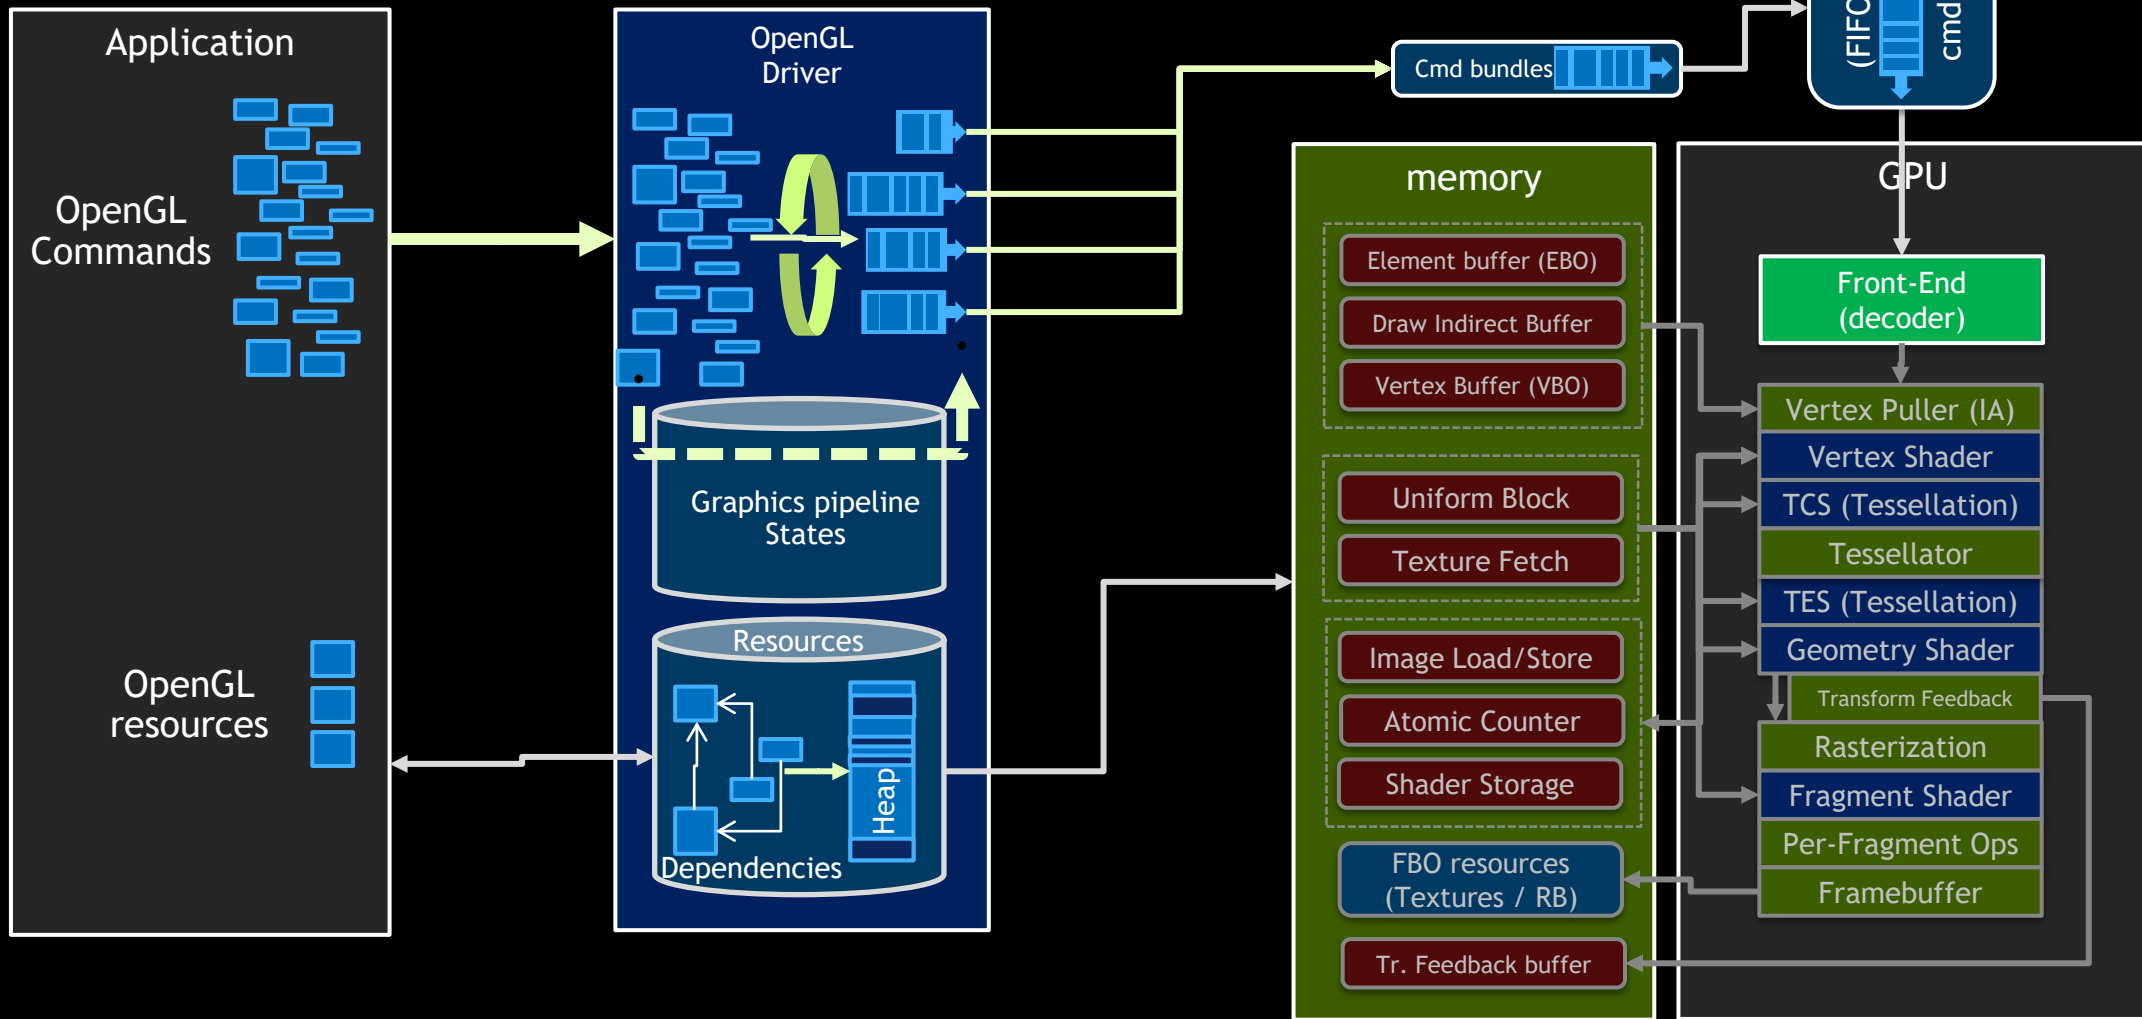 Application
OpenGL
Commands
OpenGL
resources
OpenGL
Driver
Graphics pipeline
States
Resources
Heap
Dependencies
Cmd bundles
(FIFO
cmd
memory
Element buffer (EBO)
Draw Indirect Buffer
Vertex Buffer (VBO)
Uniform Block
Texture Fetch
Image Load/Store
Atomic Counter
Shader Storage
FBO resources
(Textures / RB)
Tr. Feedback buffer
GPU
Front-End
(decoder)
Vertex Puller (IA)
Vertex Shader
TCS (Tessellation)
Tessellator
TES (Tessellation)
Geometry Shader
Transform Feedback
Rasterization
Fragment Shader
Per-Fragment Ops
Framebuffer